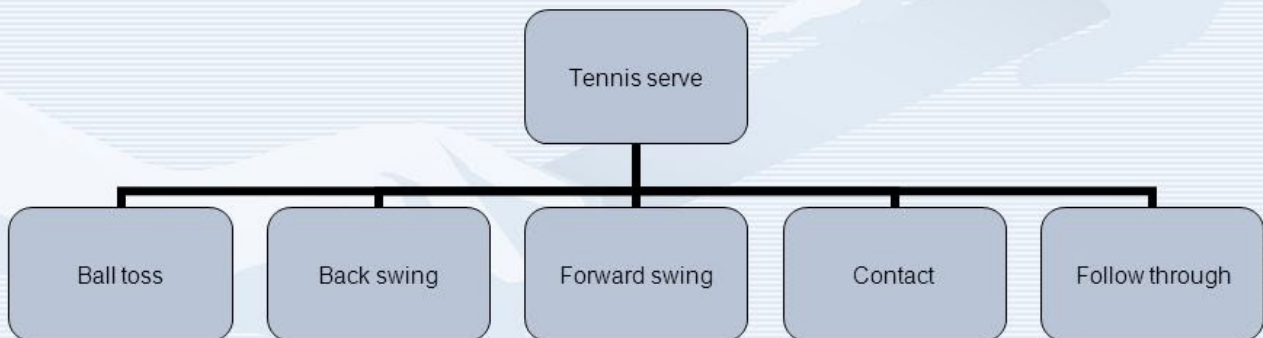 Tennis serve
Ball toss
Back swing
Forward swing
Contact
Follow through